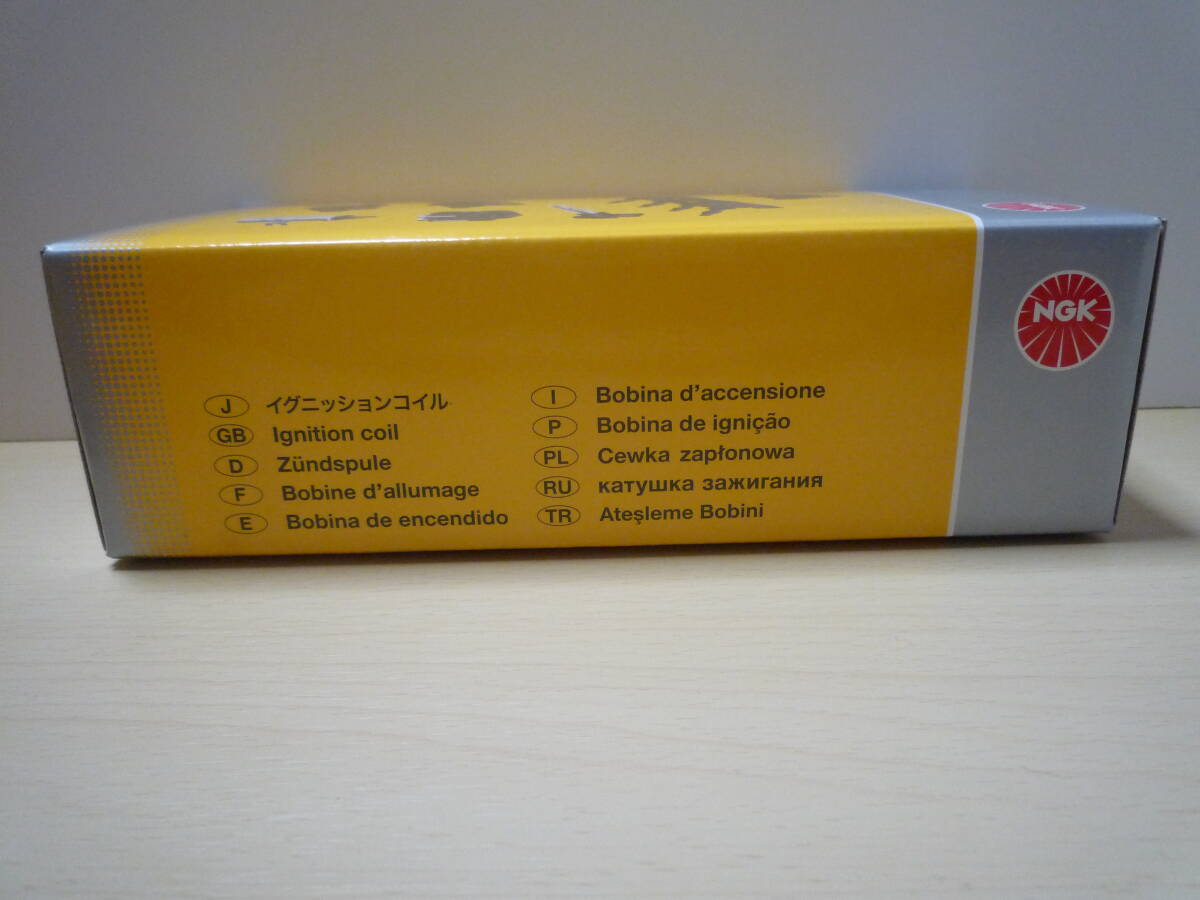 J イグニッションコイル
GB Ignition coil
D Zündspule
F Bobine d'allumage
E Bobina de encendido
I Bobina d'accensione
P Bobina de ignição
PL Cewka zapłonowa
RU катушка зажигания
TR Ateşleme Bobini
NGK